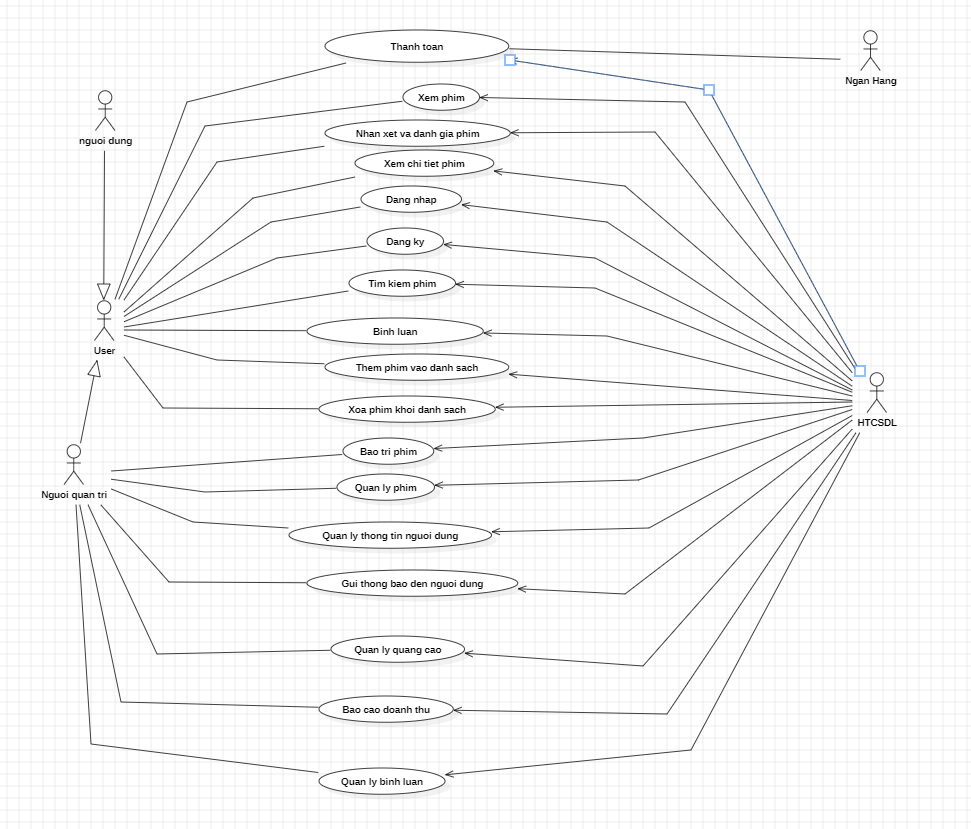 Thanh toan
Ngan Hang
Xem phim
nguoi dung
Nhan xet va danh gia phim
Xem chi tiet phim
Dang nhap
Dang ky
Tim kiem phim
Binh luan
User
Them phim vao danh sach
Xoa phim khoi danh sach
HTCSDL
Bao tri phim
Quan ly phim
Nguoi quan tri
Quan ly thong tin nguoi dung
Gui thong bao den nguoi dung
Quan ly quang cao
Bao cao doanh thu
Quan ly binh luan